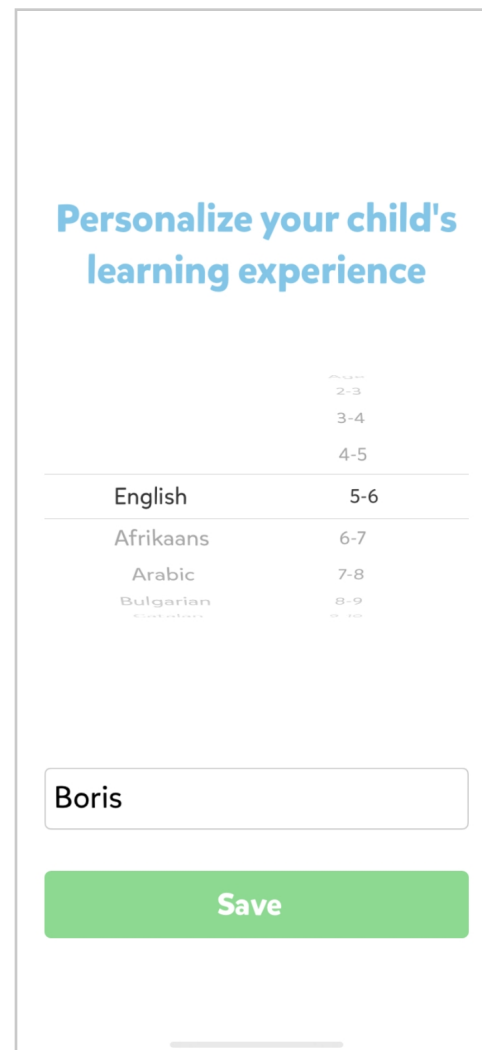 Personalize your child's
learning experience
2-3
3-4
4-5
English 5-6
Afrikaans 6-7
Arabic 7-8
Bulgarian 8-9
Boris
Save